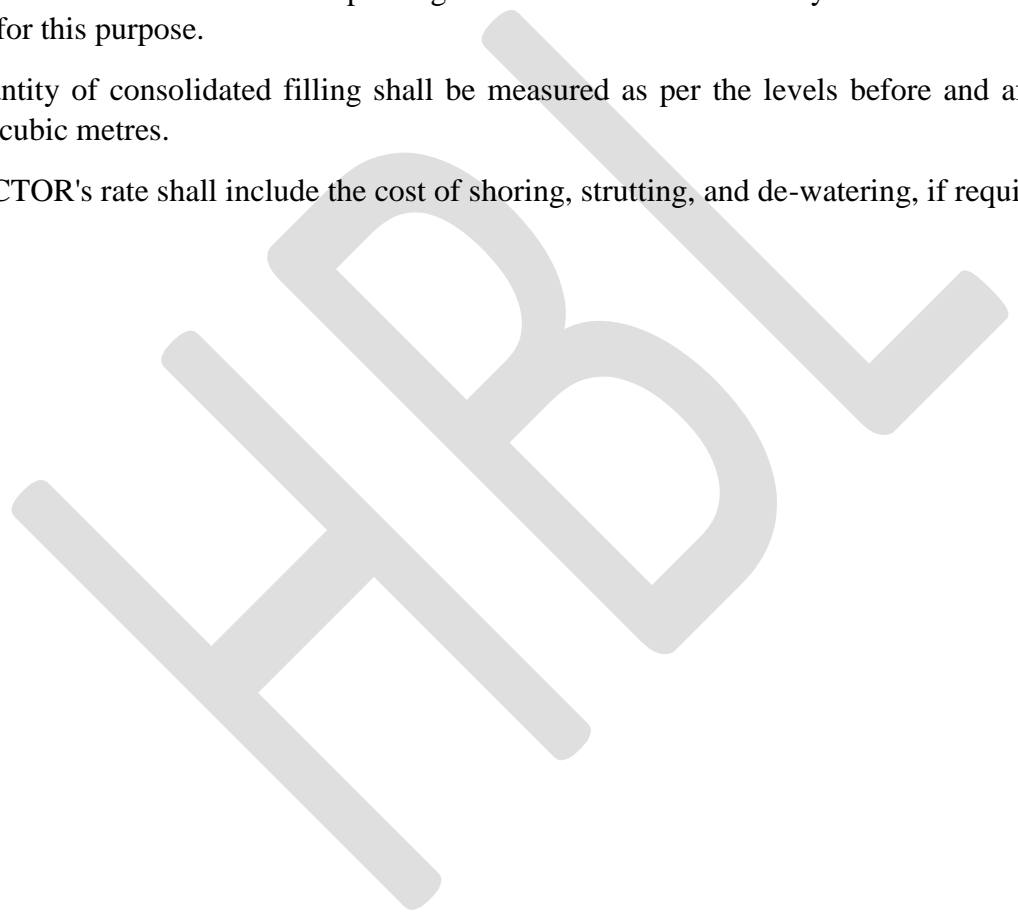 for this purpose.
ntity of consolidated filling shall be measured as per the levels before and a
cubic metres.
CTOR's rate shall include the cost of shoring, strutting, and de-watering, if requi
HBL